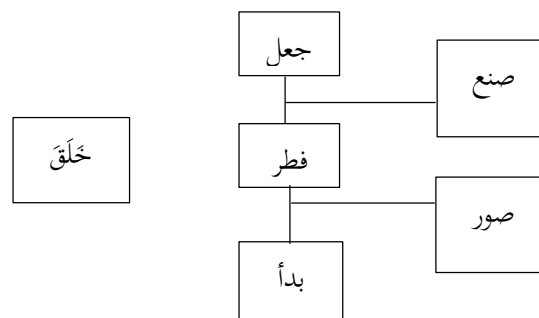 جعل
صنع
خَلَقَ
فطر
صور
بدأ